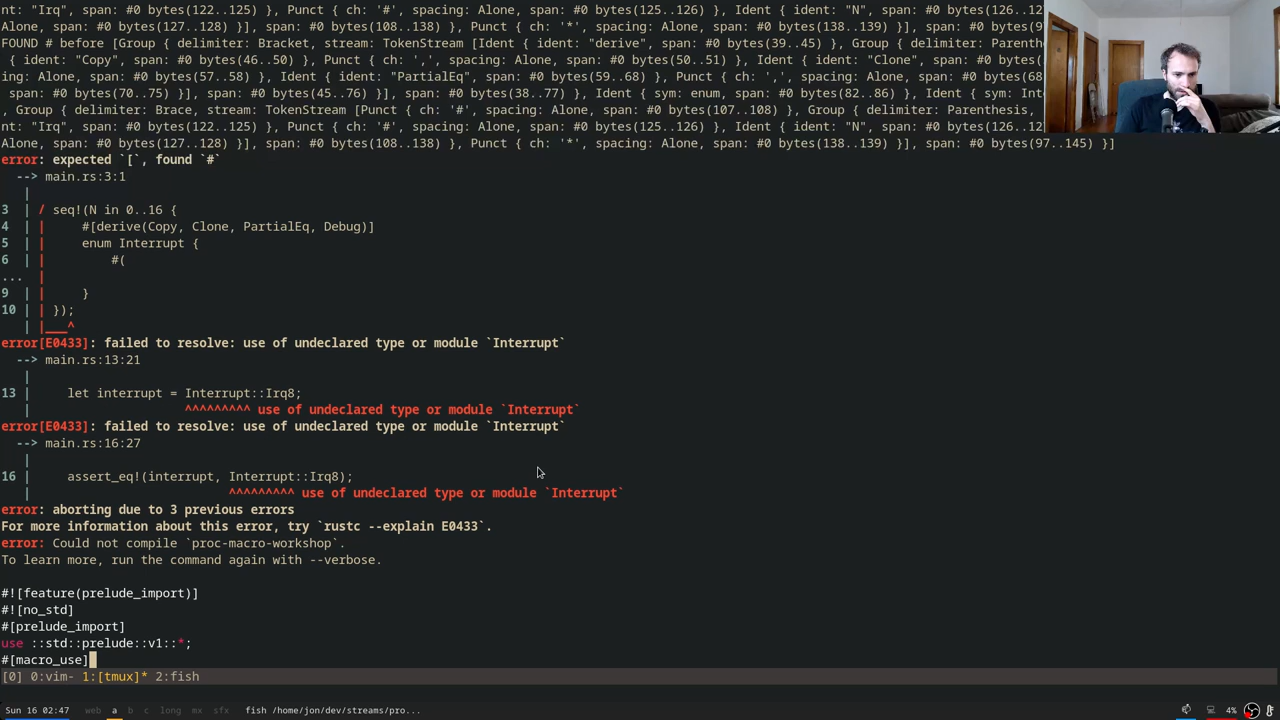 nt: "Irq", span: #0 bytes(122..125) }, Punct { ch: '#', spacing: Alone, span: #0 bytes(125..126) }, Ident { ident: "N", span: #0 bytes(126..12
spacing: Alone, span: #0 bytes(127..128) }], span: #0 bytes(108..138) }, Punct { ch: '*', spacing: Alone, span: #0 bytes(138..139) }], span:
FOUND # before [Group { delimiter: Bracket, stream: TokenStream [Ident { ident: "derive", span: #0 bytes(39..45) }, Group { delimiter: Parenth
{ ident: "Copy", span: #0 bytes(46..50) }, Punct { ch: ',', spacing: Alone, span: #0 bytes(50..51) }, Ident { ident: "Clone", span: #0 bytes(5
ing: Alone, span: #0 bytes(57..58) }, Ident { ident: "PartialEq", span: #0 bytes(59..68) }, Punct { ch: ',', spacing: Alone, span: #0 bytes(68
span: #0 bytes(70..75) }], span: #0 bytes(45..76) }], span: #0 bytes(38..77) }, Ident { sym: enum, span: #0 bytes(82..86) }, Ident { sym: Int
, Group { delimiter: Brace, stream: TokenStream [Punct { ch: '#', spacing: Alone, span: #0 bytes(107..108) }, Group { delimiter: Parenthesis,
nt: "Irq", span: #0 bytes(122..125) }, Punct { ch: '#', spacing: Alone, span: #0 bytes(125..126) }, Ident { ident: "N", span: #0 bytes(126..12
Alone, span: #0 bytes(127..128) }], span: #0 bytes(108..138) }, Punct { ch: '*', spacing: Alone, span: #0 bytes(138..139) }], span: #0 bytes(97..145) }]
error: expected `[`, found `#`
--> main.rs:3:1
|
3 | / seq!(N in 0..16 {
4 | | #[derive(Copy, Clone, PartialEq, Debug)]
5 | | enum Interrupt {
6 | | #(
... |
9 | | }
10 | | });
| |___^
error[E0433]: failed to resolve: use of undeclared type or module `Interrupt`
--> main.rs:13:21
|
13 | let interrupt = Interrupt::Irq8;
| ^^^^^^^^^ use of undeclared type or module `Interrupt`
error[E0433]: failed to resolve: use of undeclared type or module `Interrupt`
--> main.rs:16:27
|
16 | assert_eq!(interrupt, Interrupt::Irq8);
| ^^^^^^^^^ use of undeclared type or module `Interrupt`
error: aborting due to 3 previous errors
For more information about this error, try `rustc --explain E0433`.
error: Could not compile `proc-macro-workshop`.
To learn more, run the command again with --verbose.
#![feature(prelude_import)]
#![no_std]
#[prelude_import]
use ::std::prelude::v1::*;
#[macro_use]
[0] 0:vim- 1:[tmux]* 2:fish
Sun 16 02:47 web a b c long mx sfx fish /home/jon/dev/streams/pro... 4%